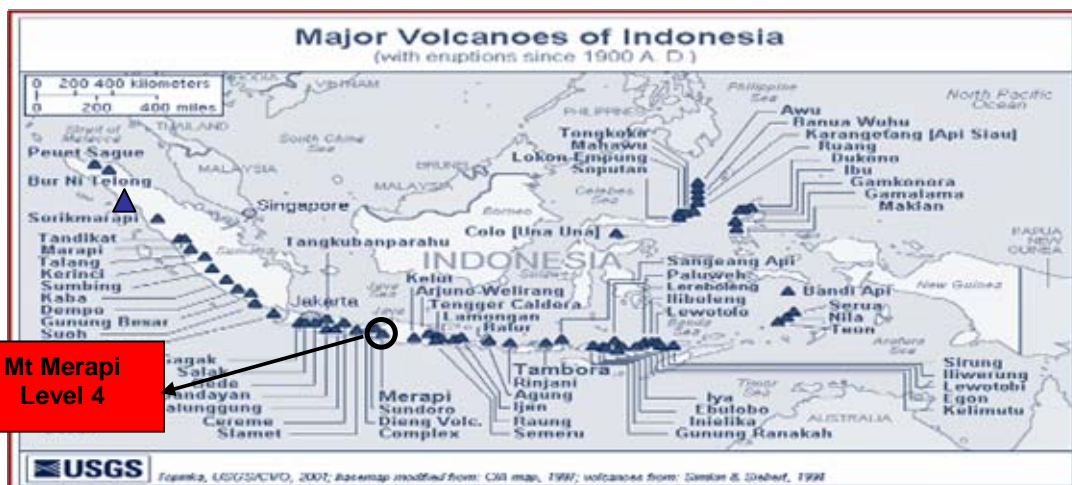 Major Volcanoes of Indonesia
(with eruptions since 1900 A.D.)
0 200 400 kilometers
0 200 400 miles
VIETNAM
PHILIPPINES
Philippine
Sea
North Pacific
Ocean
Strait of
Malacca
THAILAND
South China
Sea
MALAYSIA
BRUNEI
MALAYSIA
Celebes
Sea
Borneo
Singapore
Peuet Sague
Bur Ni Telong
Sorikmarapi
Tandikat
Marapi
Talang
Kerinci
Sumbing
Kaba
Dempo
Gunung Besar
Suoh
Tangkubanparahu
Jakarta
INDONESIA
Tongkoko
Mahawu
Lokon-Empung
Soputan
Colo [Una Una]
Awu
Banua Wuhu
Karangetang [Api Siau]
Ruang
Dukono
Ibu
Gamkonora
Gamalama
Makian
PAPUA
NEW
GUINEA
New Guinea
Sangeang Api
Paluweh
Lereboleng
Iliboleng
Lewotolo
Banda
Sea
Bandi Api
Serua
Nila
Teon
Arafura
Sea
Kelut
Arjuno-Welirang
Tengger Caldera
Lamongan
Ratur
Mt Merapi
Level 4
Gagak
Salak
Gede
andayan
alunggung
Cereme
Slamet
Merapi
Sundoro
Dieng Volc.
Complex
Tambora
Rinjani
Agung
Ijen
Raung
Semeru
Iya
Ebulobo
Inielika
Gunung Ranakah
Timor
Sea
AUSTRALIA
Sirung
Iliwerung
Lewotobi
Egon
Kelimutu
USGS
Topinka, USGS/CVO, 2001; basemap modified from: CIA map, 1997; volcanoes from: Simkin & Siebert, 1994